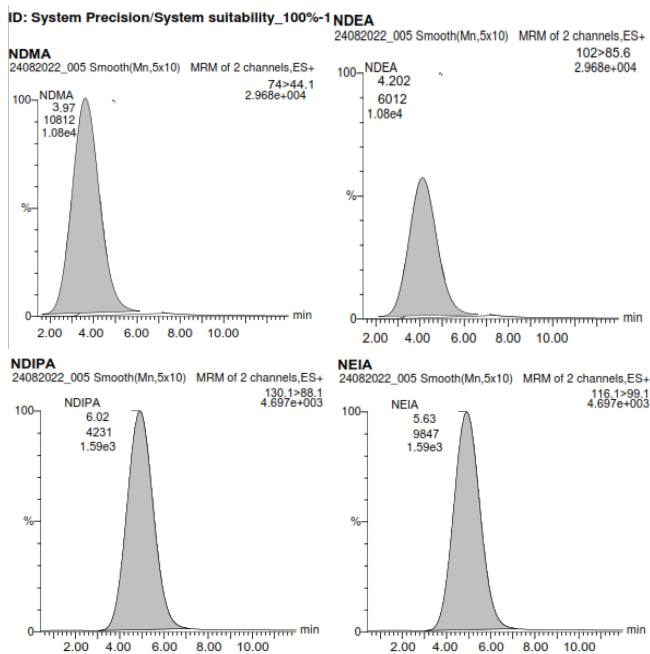 ID: System Precision/System suitability_100%-1
NDMA
24082022_005 Smooth(Mn,5x10) MRM of 2 channels,ES+
74>44.1
2.968e+004
100
NDMA
3.97
10812
1.08e4
%
0
min
2.00 4.00 6.00 8.00 10.00
NDEA
24082022_005 Smooth(Mn,5x10) MRM of 2 channels,ES+
102>85.6
2.968e+004
100
NDEA
4.202
6012
1.08e4
%
0
min
2.00 4.00 6.00 8.00 10.00
NDIPA
24082022_005 Smooth(Mn,5x10) MRM of 2 channels,ES+
130.1>88.1
4.697e+003
100
NDIPA
6.02
4231
1.59e3
%
0
min
2.00 4.00 6.00 8.00 10.00
NEIA
24082022_005 Smooth(Mn,5x10) MRM of 2 channels,ES+
116.1>99.1
4.697e+003
100
NEIA
5.63
9847
1.59e3
%
0
min
2.00 4.00 6.00 8.00 10.00